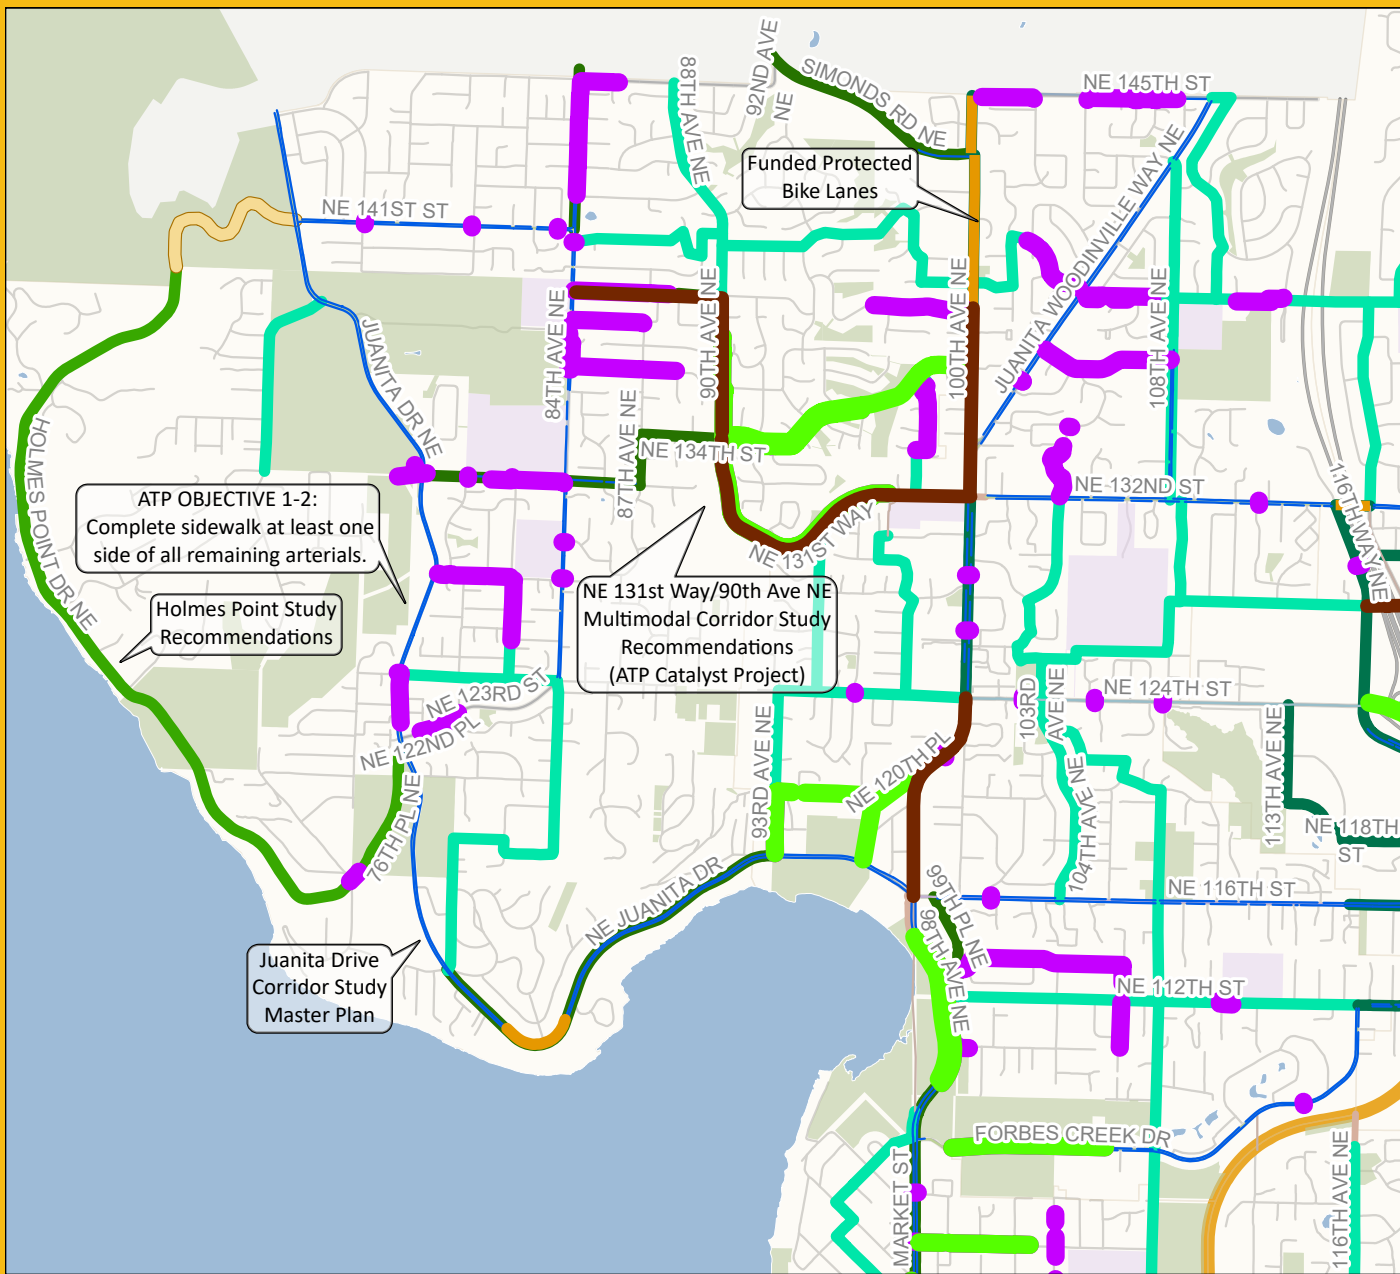 88TH AVE NE
92ND AVE
NE
SIMONDS RD NE
NE 145TH ST
Funded Protected
Bike Lanes
JUANITA WOODINVILLE WAY NE
NE 141ST ST
84TH AVE NE
90TH AVE NE
100TH AVE NE
108TH AVE NE
JUANITA DR NE
HOLMES POINT DR NE
87TH AVE NE
NE 134TH ST
NE 132ND ST
116TH WAY NE
ATP OBJECTIVE 1-2:
Complete sidewalk at least one
side of all remaining arterials.
NE 131ST WAY
Holmes Point Study
Recommendations
NE 131st Way/90th Ave NE
Multimodal Corridor Study
Recommendations
(ATP Catalyst Project)
NE 123RD ST
NE 122ND PL
NE 124TH ST
103RD
AVE NE
93RD AVE NE
NE 120TH PL
113TH AVE NE
104TH AVE NE
NE 118TH
ST
76TH PL NE
NE JUANITA DR
99TH PL NE
98TH AVE NE
NE 116TH ST
Juanita Drive
Corridor Study
Master Plan
NE 112TH ST
FORBES CREEK DR
MARKET ST
116TH AVE NE